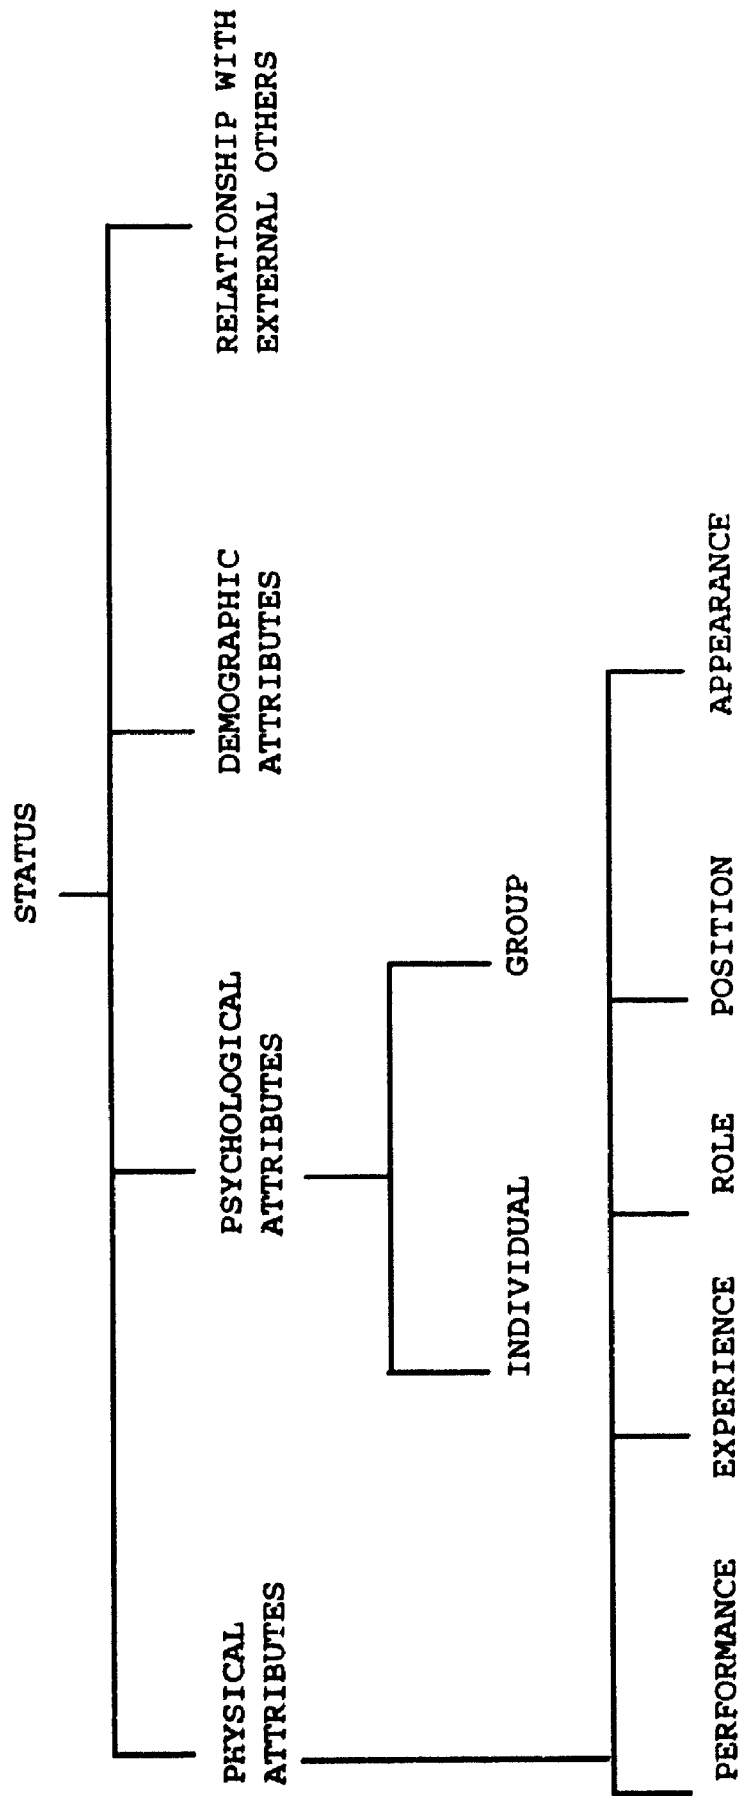 STATUS
PHYSICAL
ATTRIBUTES
PSYCHOLOGICAL
ATTRIBUTES
DEMOGRAPHIC
ATTRIBUTES
RELATIONSHIP WITH
EXTERNAL OTHERS
INDIVIDUAL
GROUP
PERFORMANCE
EXPERIENCE
ROLE
POSITION
APPEARANCE